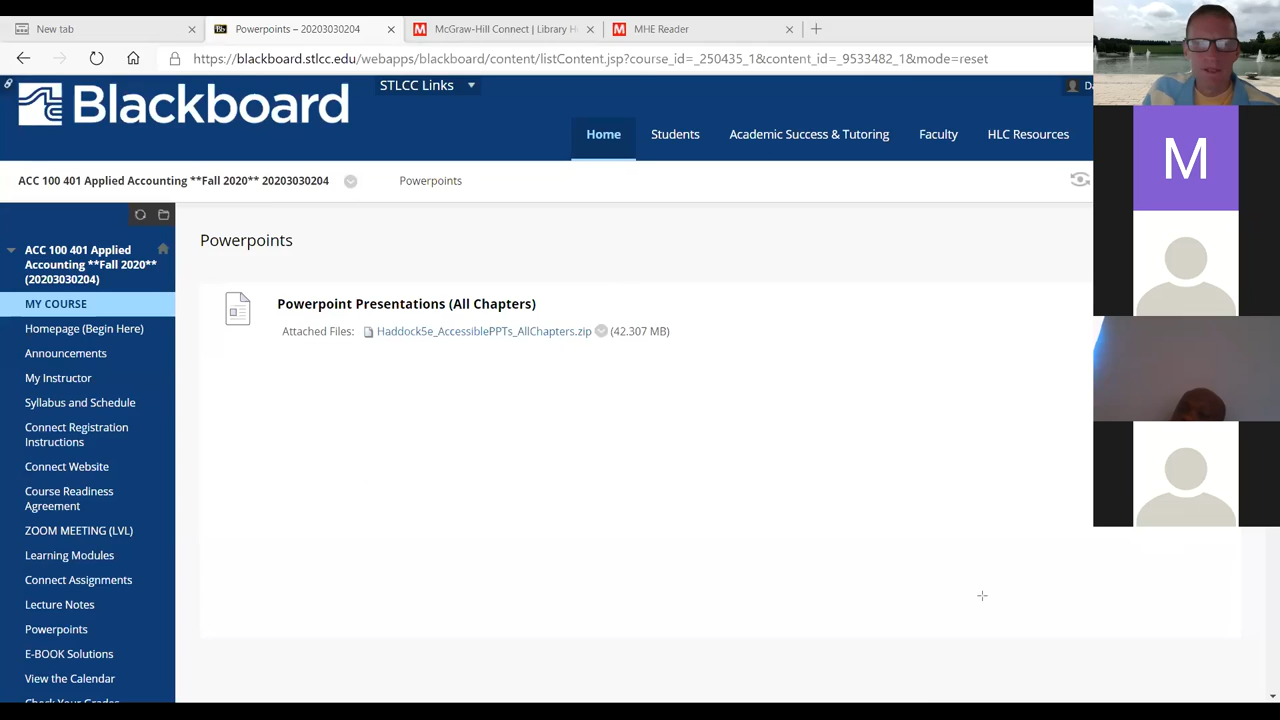 New tab
Powerpoints – 20203030204
McGraw-Hill Connect | Library H
MHE Reader
https://blackboard.stlcc.edu/webapps/blackboard/content/listContent.jsp?course_id=_250435_1&content_id=_9533482_1&mode=reset
Blackboard
STLCC Links
Home
Students
Academic Success & Tutoring
Faculty
HLC Resources
M
ACC 100 401 Applied Accounting **Fall 2020** 20203030204
Powerpoints
ACC 100 401 Applied
Accounting **Fall 2020**
(20203030204)
MY COURSE
Homepage (Begin Here)
Announcements
My Instructor
Syllabus and Schedule
Connect Registration
Instructions
Connect Website
Course Readiness
Agreement
ZOOM MEETING (LVL)
Learning Modules
Connect Assignments
Lecture Notes
Powerpoints
E-BOOK Solutions
View the Calendar
Check Your Grades
Powerpoints
Powerpoint Presentations (All Chapters)
Attached Files: Haddock5e_AccessiblePPTs_AllChapters.zip (42.307 MB)